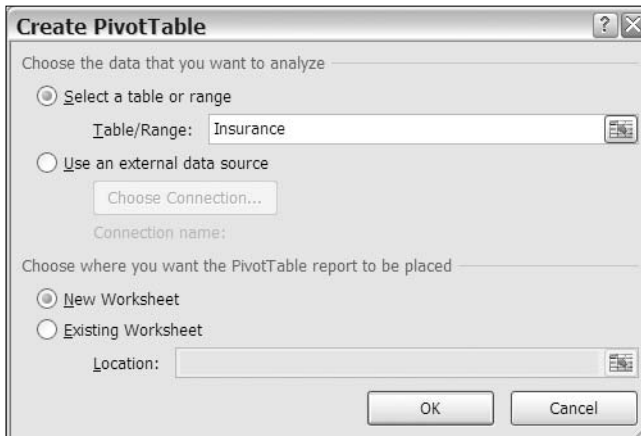 Create PivotTable
Choose the data that you want to analyze
Select a table or range
Table/Range: Insurance
Use an external data source
Choose Connection...
Connection name:
Choose where you want the PivotTable report to be placed
New Worksheet
Existing Worksheet
Location:
OK Cancel